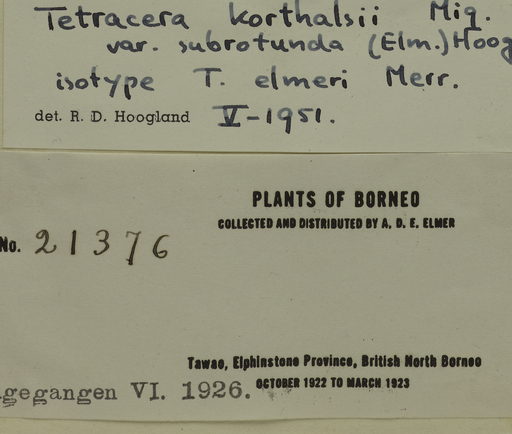 Tetracera korthalsii Miq.
var. subrotunda (Elm.) Hoog
isotype T. elmeri Merr.
det. R. D. Hoogland V-1951.
PLANTS OF BORNEO
COLLECTED AND DISTRIBUTED BY A. D. E. ELMER
No. 21376
Tawao, Elphinstone Province, British North Borneo
OCTOBER 1922 TO MARCH 1923
gegangen VI. 1926.